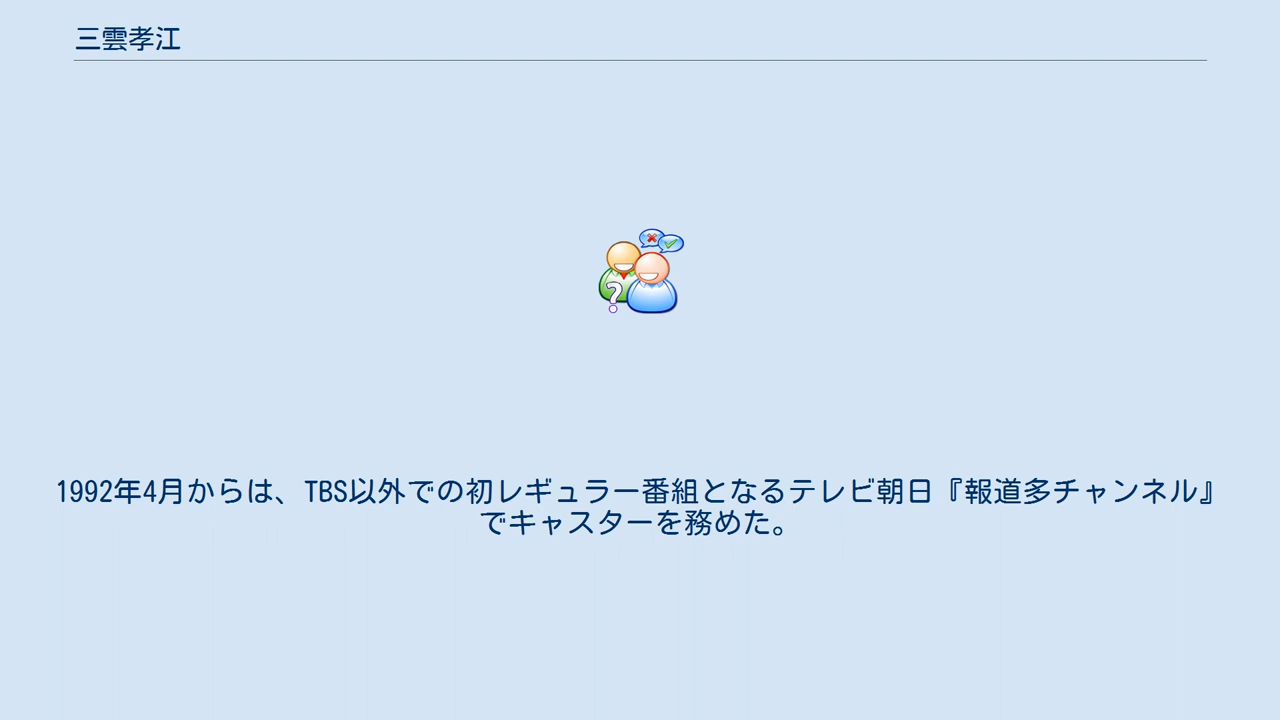 三雲孝江
1992年4月からは、TBS以外での初レギュラー番組となるテレビ朝日『報道多チャンネル』
でキャスターを務めた。